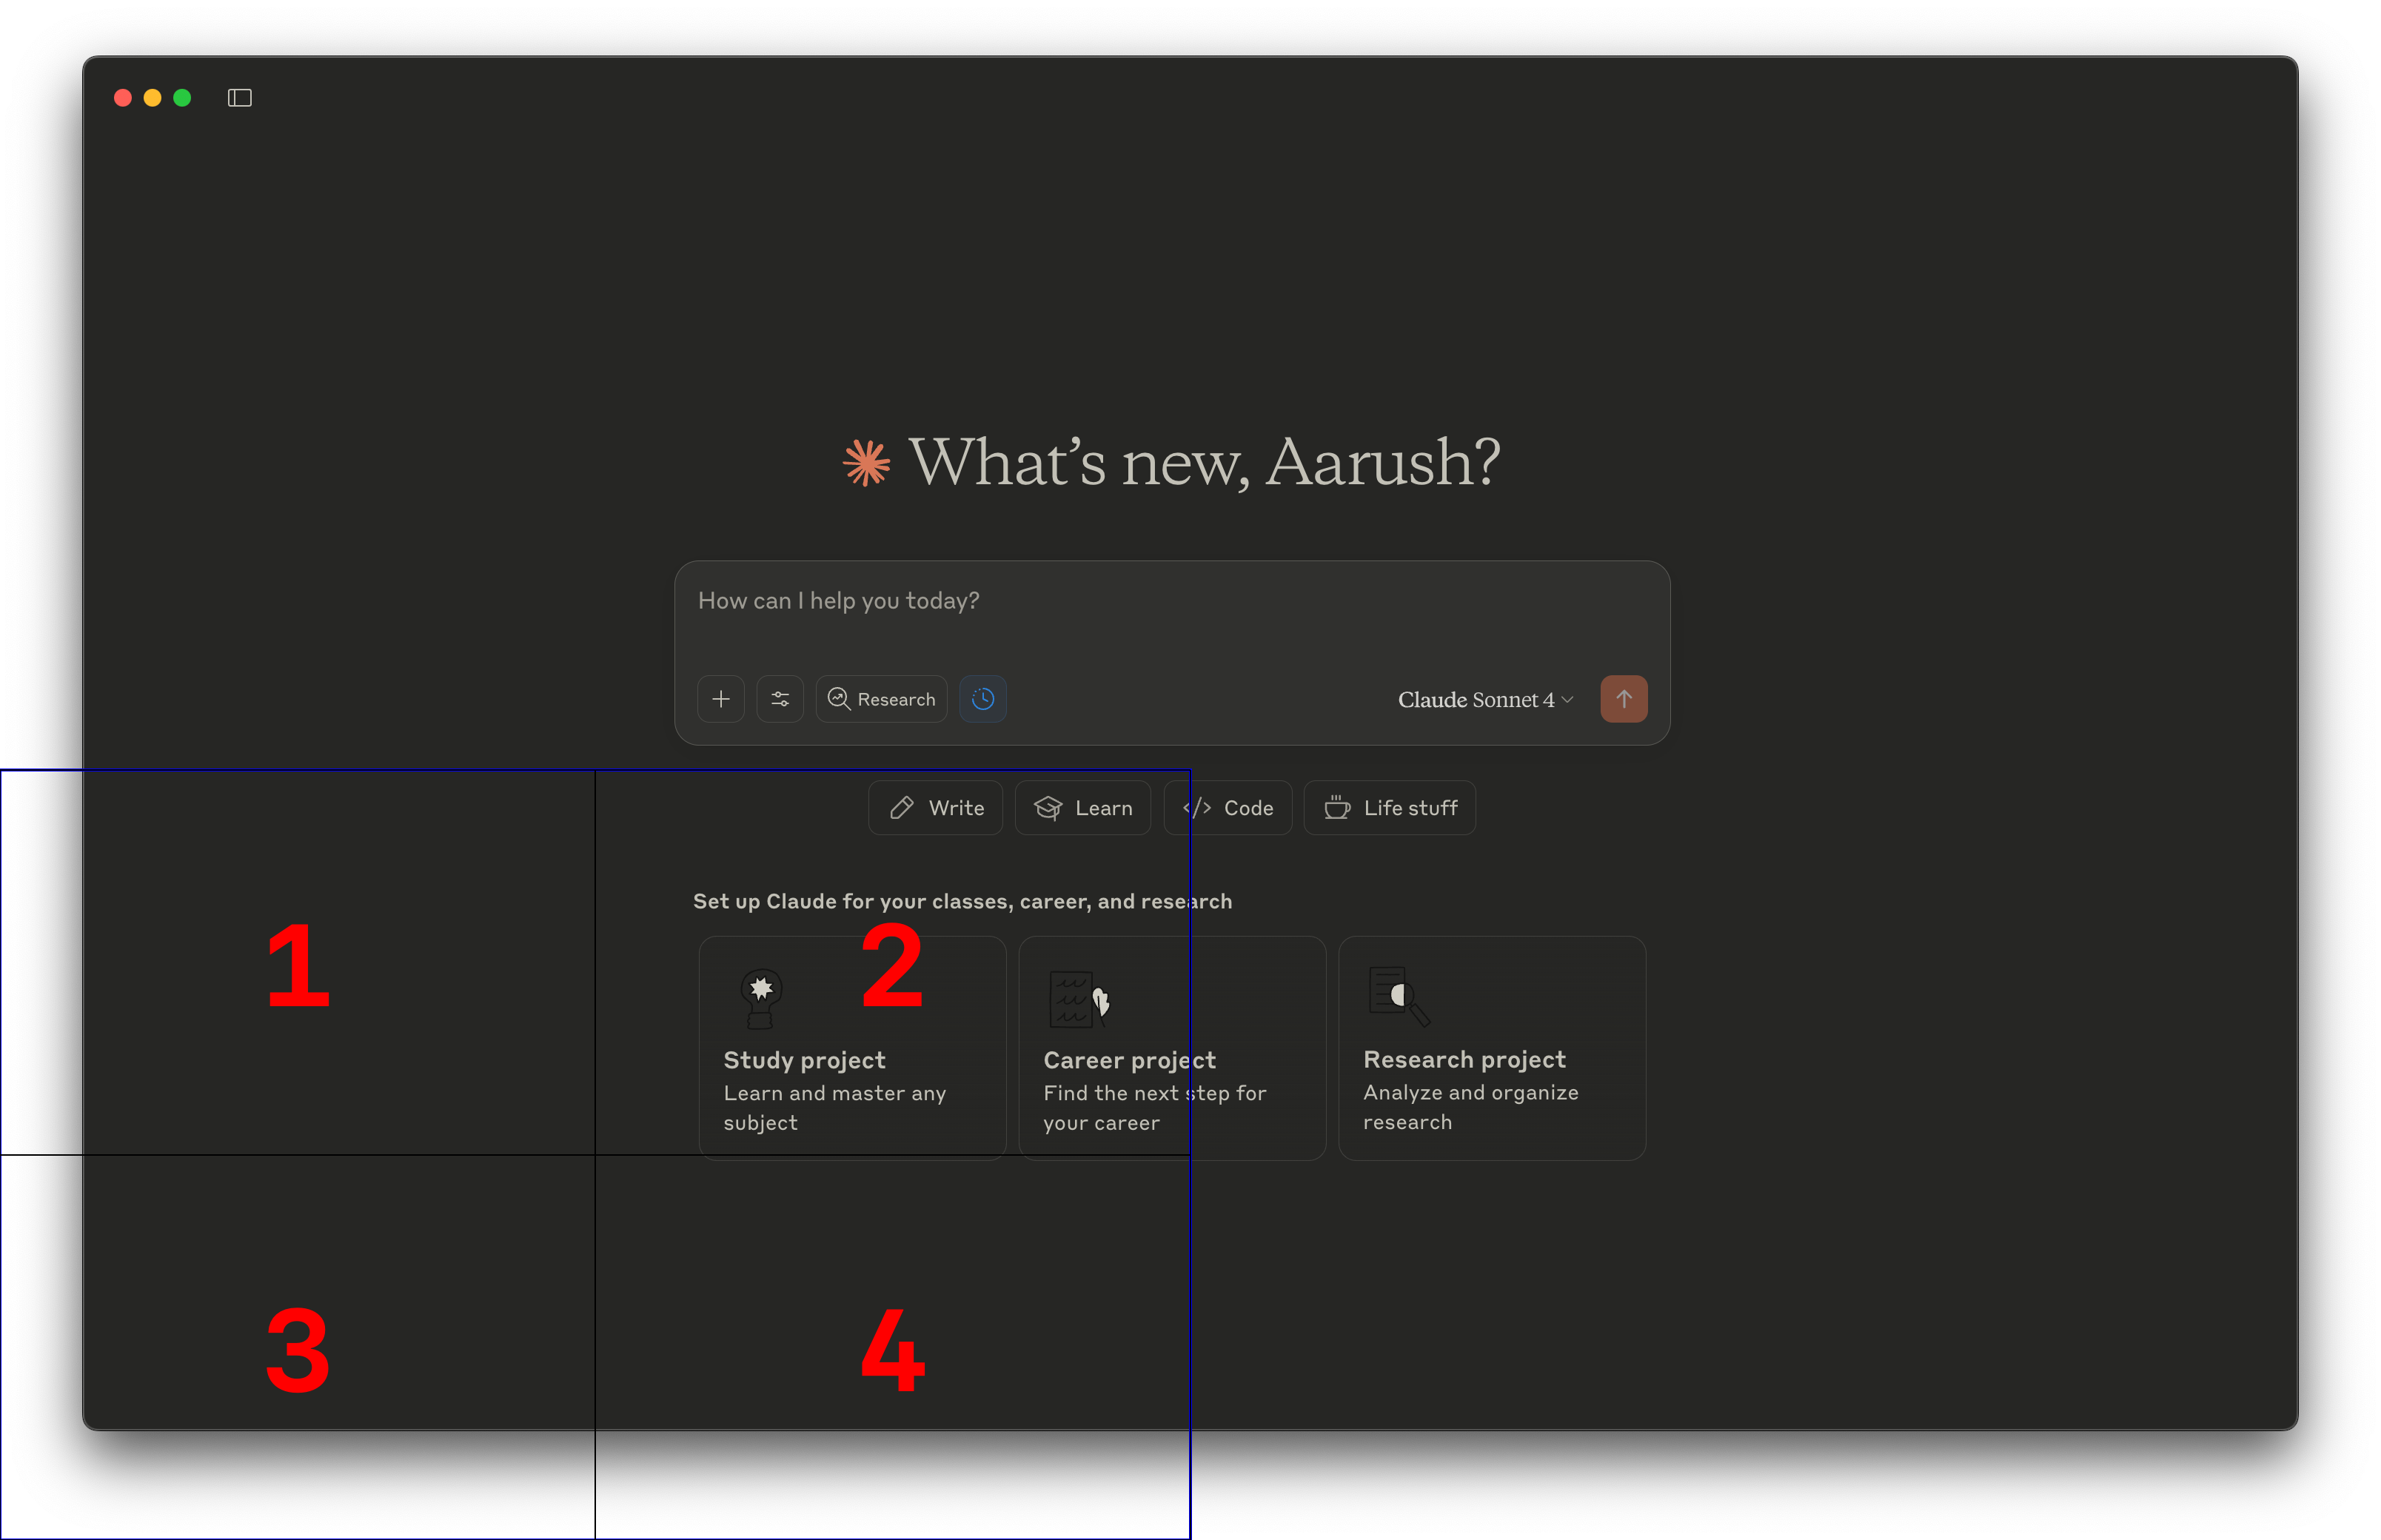 What's new, Aarush?
How can I help you today?
Research
Claude Sonnet 4
Write
Learn
Code
Life stuff
Set up Claude for your classes, career, and research
1
2
Study project
Learn and master any
subject
Career project
Find the next step for
your career
Research project
Analyze and organize
research
3
4